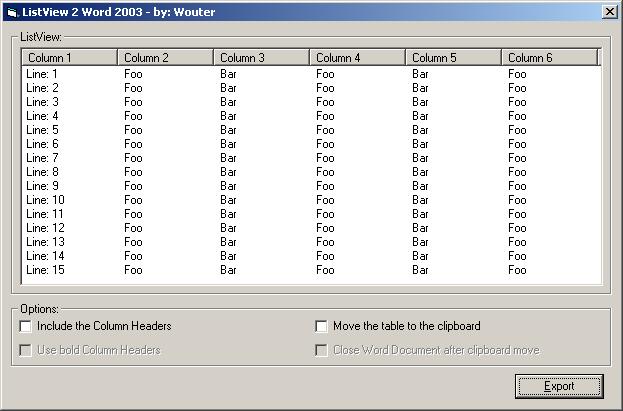 ListView 2 Word 2003 - by: Wouter
ListView:
Column 1 Column 2 Column 3 Column 4 Column 5 Column 6
Line: 1 Foo Bar Foo Bar Foo
Line: 2 Foo Bar Foo Bar Foo
Line: 3 Foo Bar Foo Bar Foo
Line: 4 Foo Bar Foo Bar Foo
Line: 5 Foo Bar Foo Bar Foo
Line: 6 Foo Bar Foo Bar Foo
Line: 7 Foo Bar Foo Bar Foo
Line: 8 Foo Bar Foo Bar Foo
Line: 9 Foo Bar Foo Bar Foo
Line: 10 Foo Bar Foo Bar Foo
Line: 11 Foo Bar Foo Bar Foo
Line: 12 Foo Bar Foo Bar Foo
Line: 13 Foo Bar Foo Bar Foo
Line: 14 Foo Bar Foo Bar Foo
Line: 15 Foo Bar Foo Bar Foo
Options:
Include the Column Headers Move the table to the clipboard
Use bold Column Headers Close Word Document after clipboard move
Export